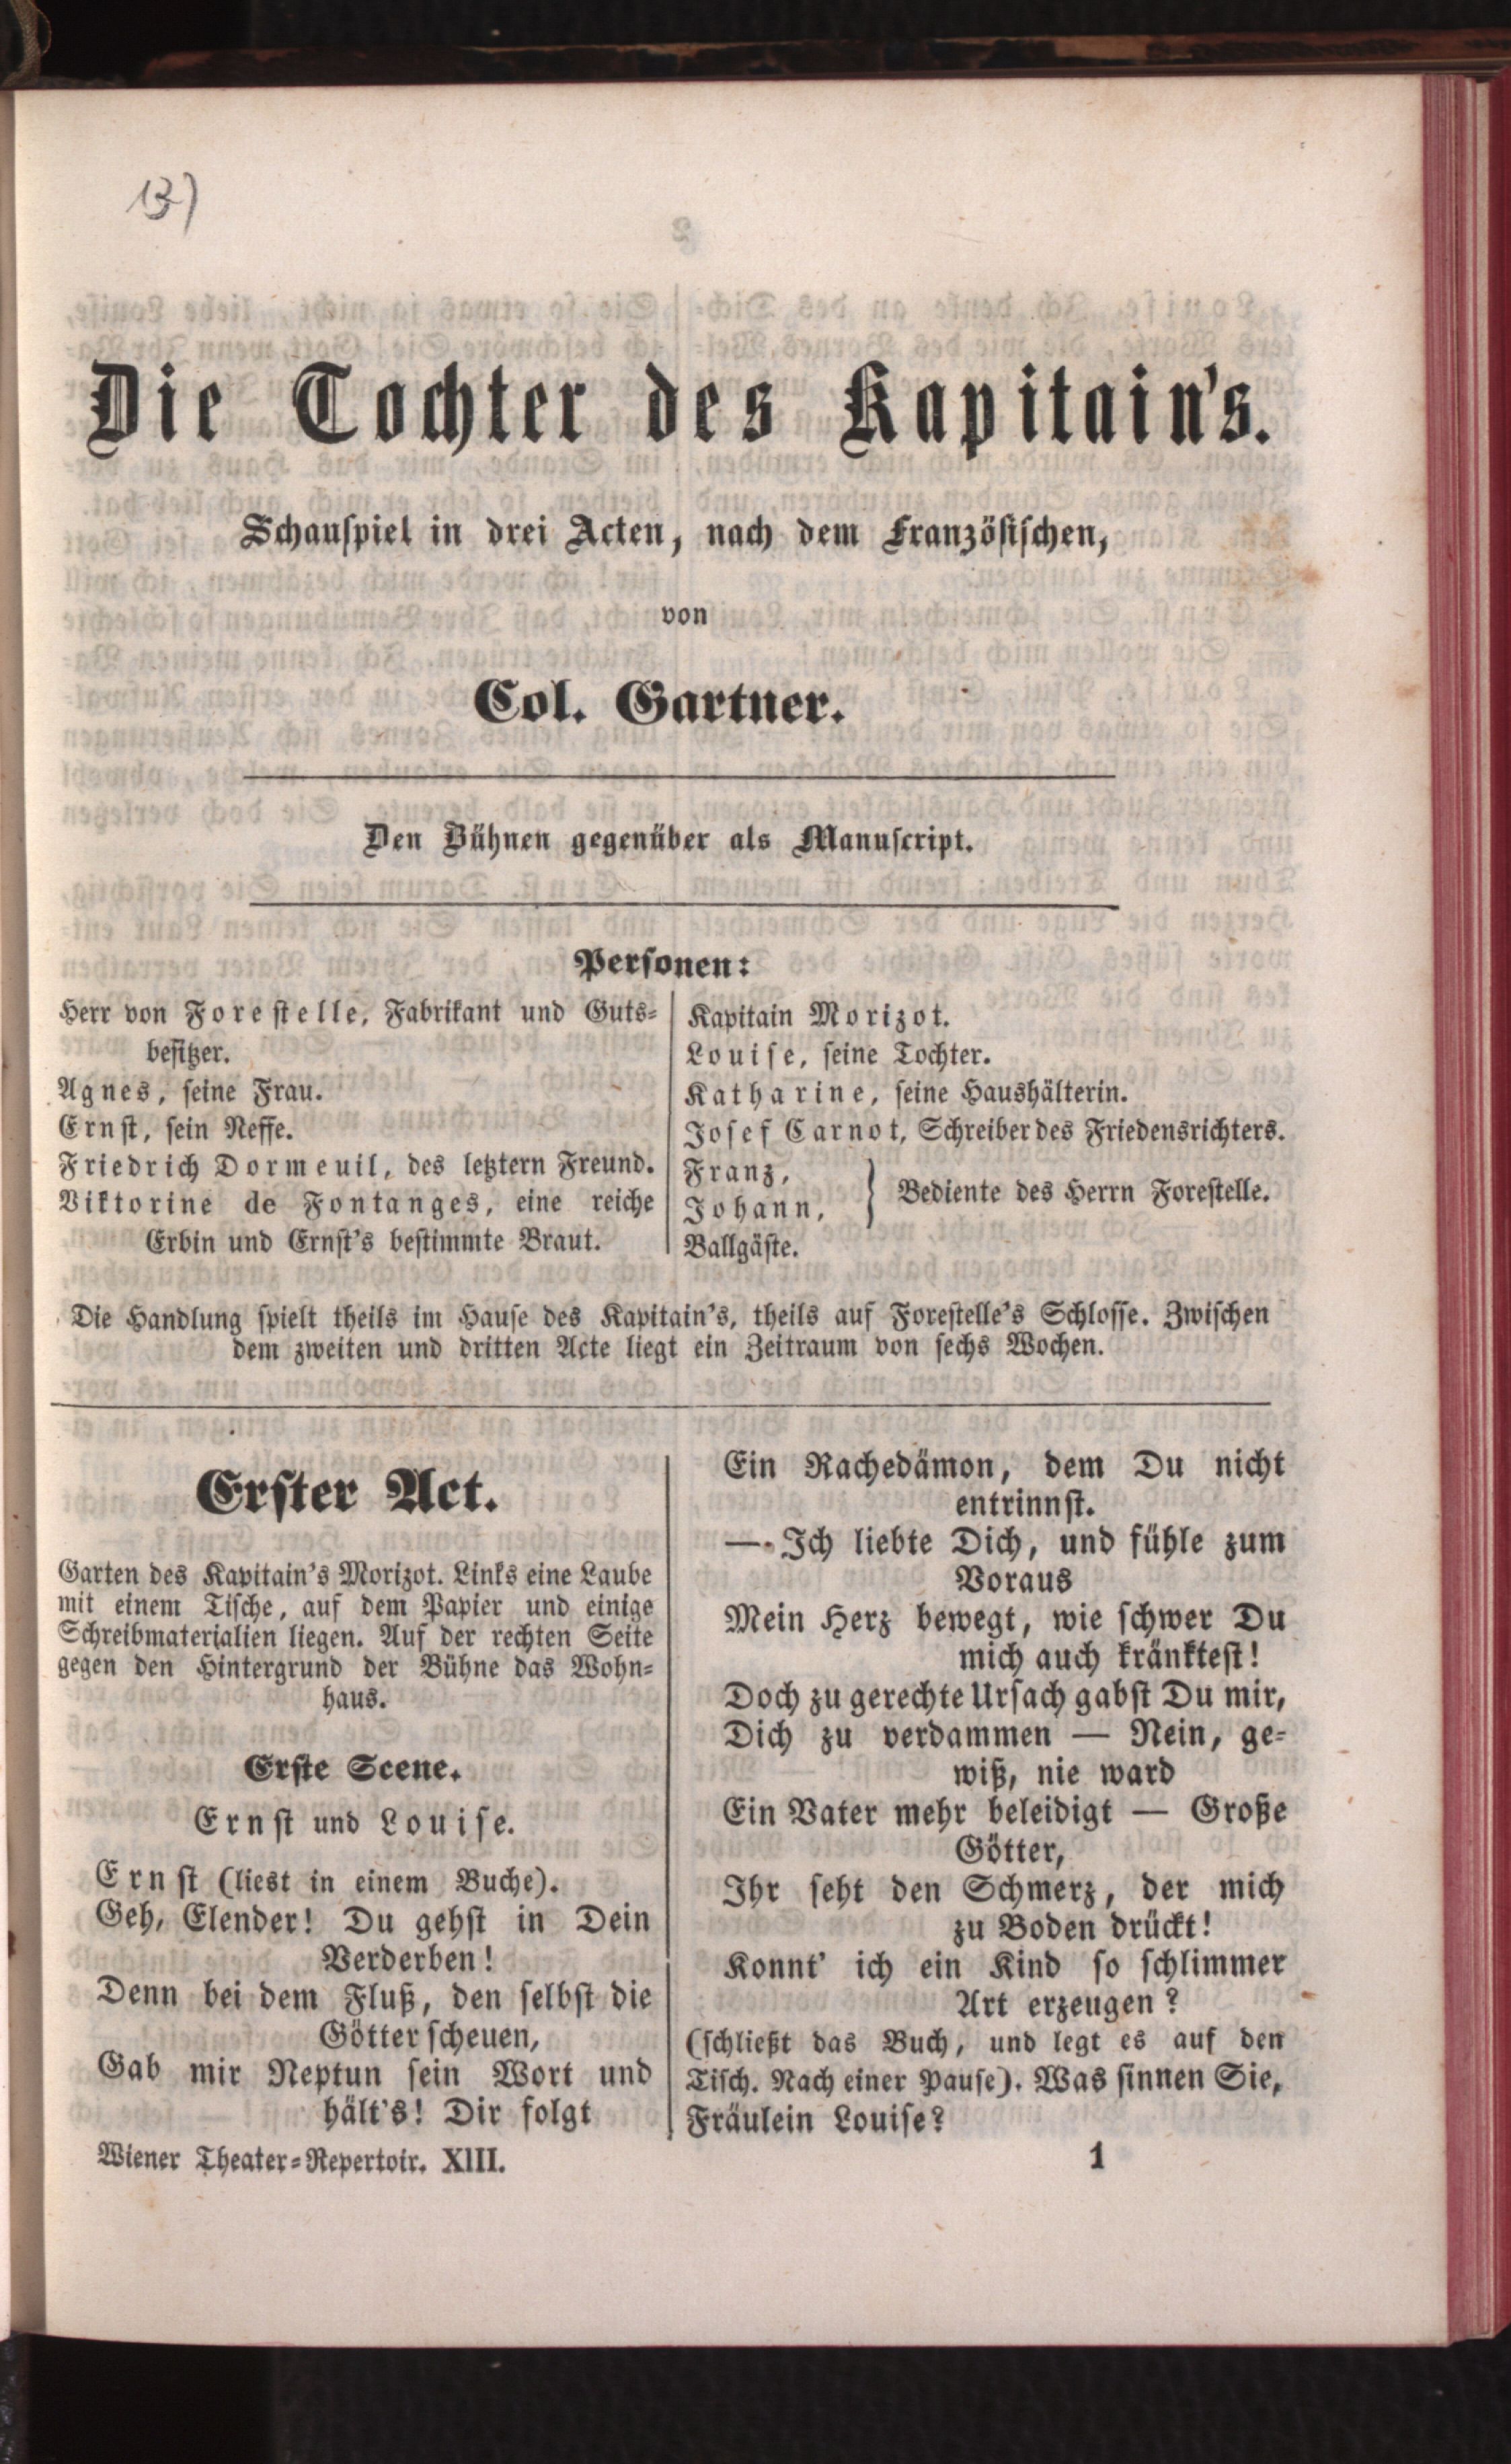 13)
Die Tochter des Kapitain's.
Schauspiel in drei Acten, nach dem Französischen,
von
Col. Gartner.
Den Bühnen gegenüber als Manuscript.
Personen:
Herr von Forestelle, Fabrikant und Guts-
besitzer.
Agnes, seine Frau.
Ernst, sein Neffe.
Friedrich Dormeuil, des letztern Freund.
Viktorine de Fontanges, eine reiche
Erbin und Ernst's bestimmte Braut.
Kapitain Morizot.
Louise, seine Tochter.
Katharine, seine Haushälterin.
Josef Carnot, Schreiber des Friedensrichters.
Franz,
Johann, } Bediente des Herrn Forestelle.
Ballgäste.
Die Handlung spielt theils im Hause des Kapitain's, theils auf Forestelle's Schlosse. Zwischen
dem zweiten und dritten Acte liegt ein Zeitraum von sechs Wochen.
Erster Act.
Garten des Kapitain's Morizot. Links eine Laube
mit einem Tische, auf dem Papier und einige
Schreibmaterialien liegen. Auf der rechten Seite
gegen den Hintergrund der Bühne das Wohn-
haus.
Erste Scene.
Ernst und Louise.
Ernst (liest in einem Buche).
Geh, Elender! Du gehst in Dein
Verderben!
Denn bei dem Fluß, den selbst die
Götter scheuen,
Gab mir Neptun sein Wort und
hält's! Dir folgt
Ein Rachedämon, dem Du nicht
entrinnst.
— Ich liebte Dich, und fühle zum
Voraus
Mein Herz bewegt, wie schwer Du
mich auch kränktest!
Doch zu gerechte Ursach gabst Du mir,
Dich zu verdammen — Nein, ge-
wiß, nie ward
Ein Vater mehr beleidigt — Große
Götter,
Ihr seht den Schmerz, der mich
zu Boden drückt!
Konnt' ich ein Kind so schlimmer
Art erzeugen?
(schließt das Buch, und legt es auf den
Tisch. Nach einer Pause). Was sinnen Sie,
Fräulein Louise?
Wiener Theater-Repertoir. XIII.
1